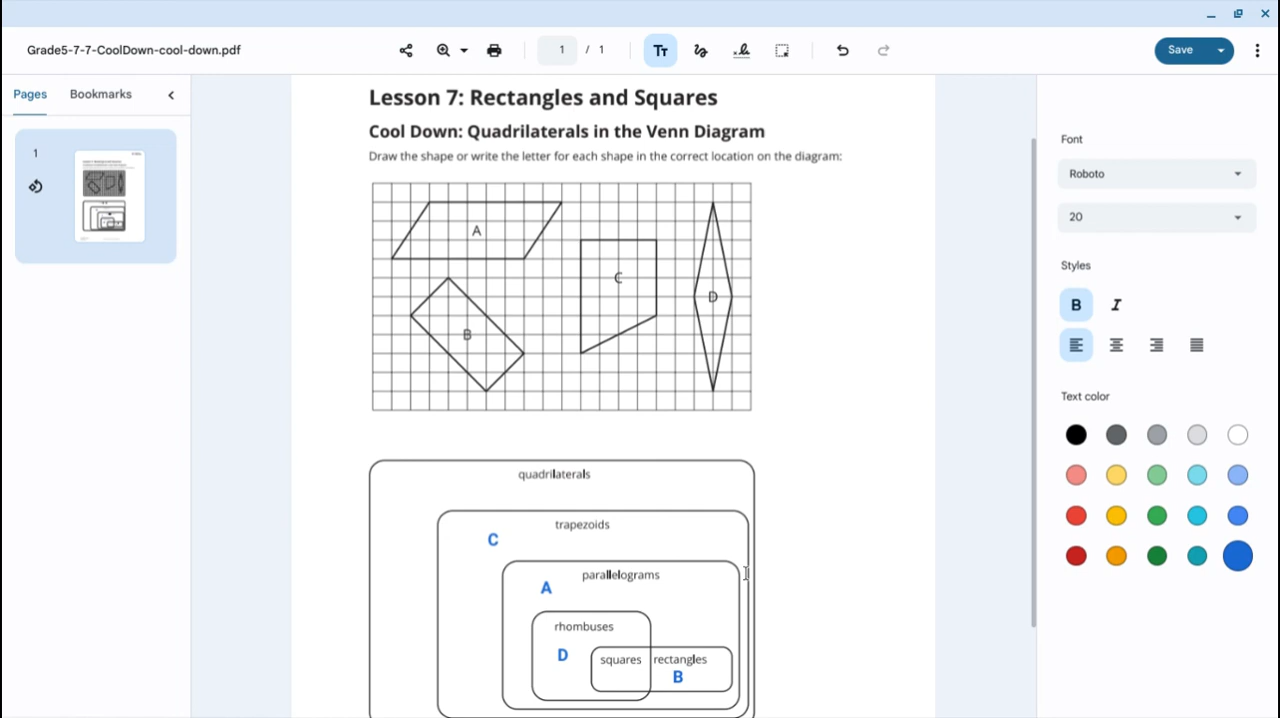 Grade5-7-7-CoolDown-cool-down.pdf
1 / 1
Save
Pages
Bookmarks
1
Lesson 7: Rectangles and Squares
Cool Down: Quadrilaterals in the Venn Diagram
Draw the shape or write the letter for each shape in the correct location on the diagram:
A
B
C
D
quadrilaterals
trapezoids
C
parallelograms
A
rhombuses
D
squares
rectangles
B
Font
Roboto
20
Styles
B I
Text color